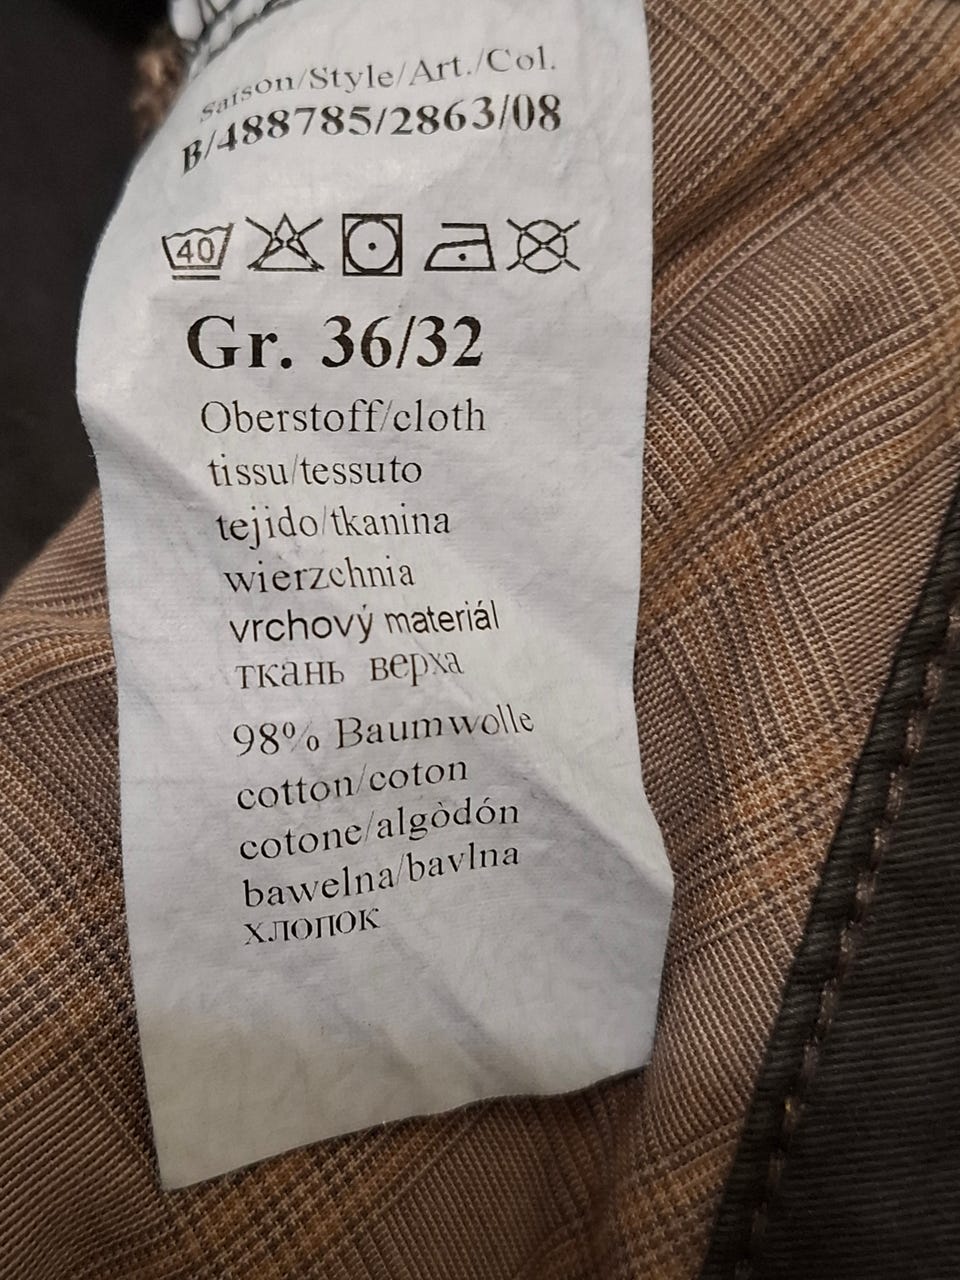 Saison/Style/Art./Col.
B/488785/2863/08
40
Gr. 36/32
Oberstoff/cloth
tissu/tessuto
tejido/tkanina
wierzchnia
vrchový materiál
ткань верха
98% Baumwolle
cotton/coton
cotone/algòdón
bawelna/bavlna
хлопок